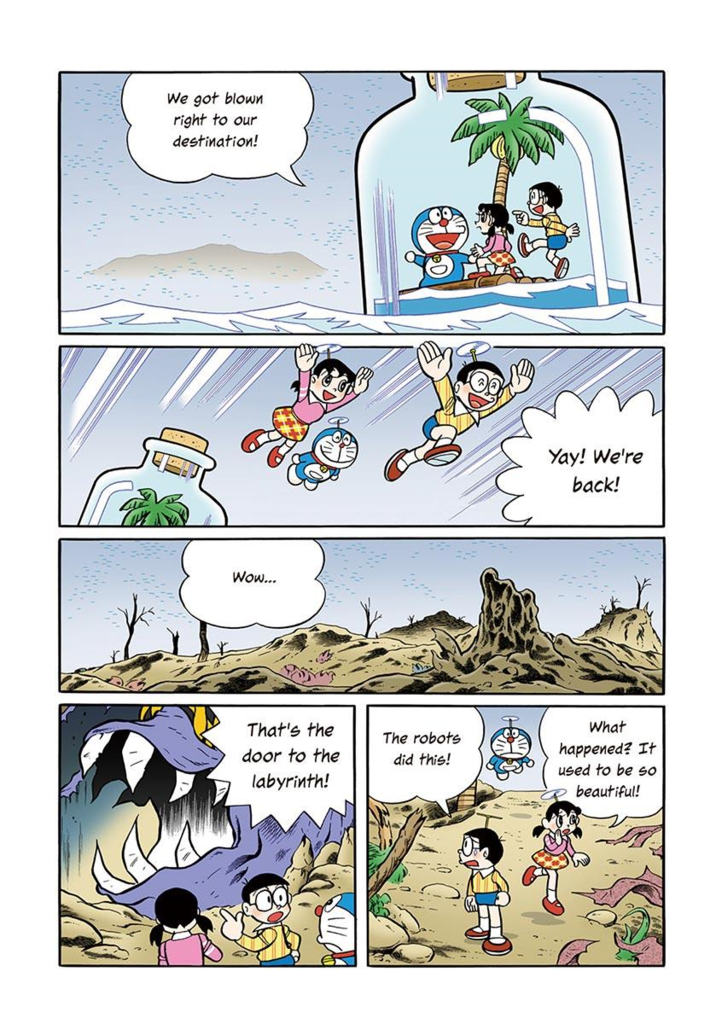 We got blown
right to our
destination!
Yay! We're
back!
Wow...
What
happened? It
used to be so
beautiful!
The robots
did this!
That's the
door to the
labyrinth!